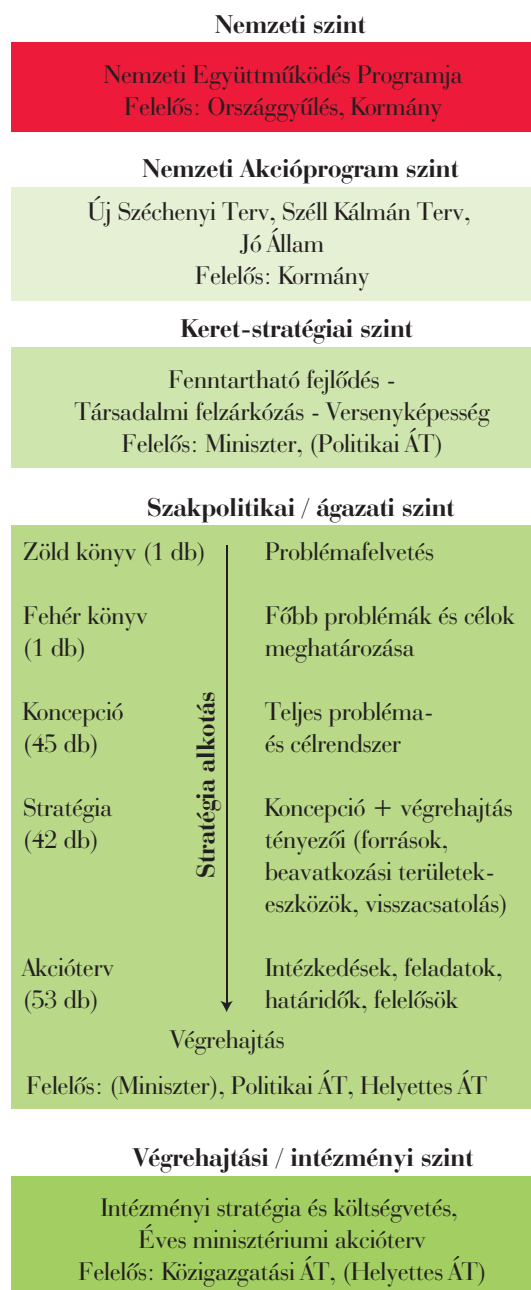 Nemzeti szint
Nemzeti Együttműködés Programja
Felelős: Országgyűlés, Kormány
Nemzeti Akcióprogram szint
Új Széchenyi Terv, Széll Kálmán Terv,
Jó Állam
Felelős: Kormány
Keret-stratégiai szint
Fenntartható fejlődés -
Társadalmi felzárkózás - Versenyképesség
Felelős: Miniszter, (Politikai ÁT)
Szakpolitikai / ágazati szint
Zöld könyv (1 db)
Problémafelvetés
Fehér könyv
(1 db)
Főbb problémák és célok
meghatározása
Koncepció
(45 db)
Teljes probléma-
és célrendszer
Stratégia
(42 db)
Koncepció + végrehajtás
tényezői (források,
beavatkozási területek-
eszközök, visszacsatolás)
Akcióterv
(53 db)
Intézkedések, feladatok,
határidők, felelősök
Stratégia alkotás
Végrehajtás
Felelős: (Miniszter), Politikai ÁT, Helyettes ÁT
Végrehajtási / intézményi szint
Intézményi stratégia és költségvetés,
Éves minisztériumi akcióterv
Felelős: Közigazgatási ÁT, (Helyettes ÁT)